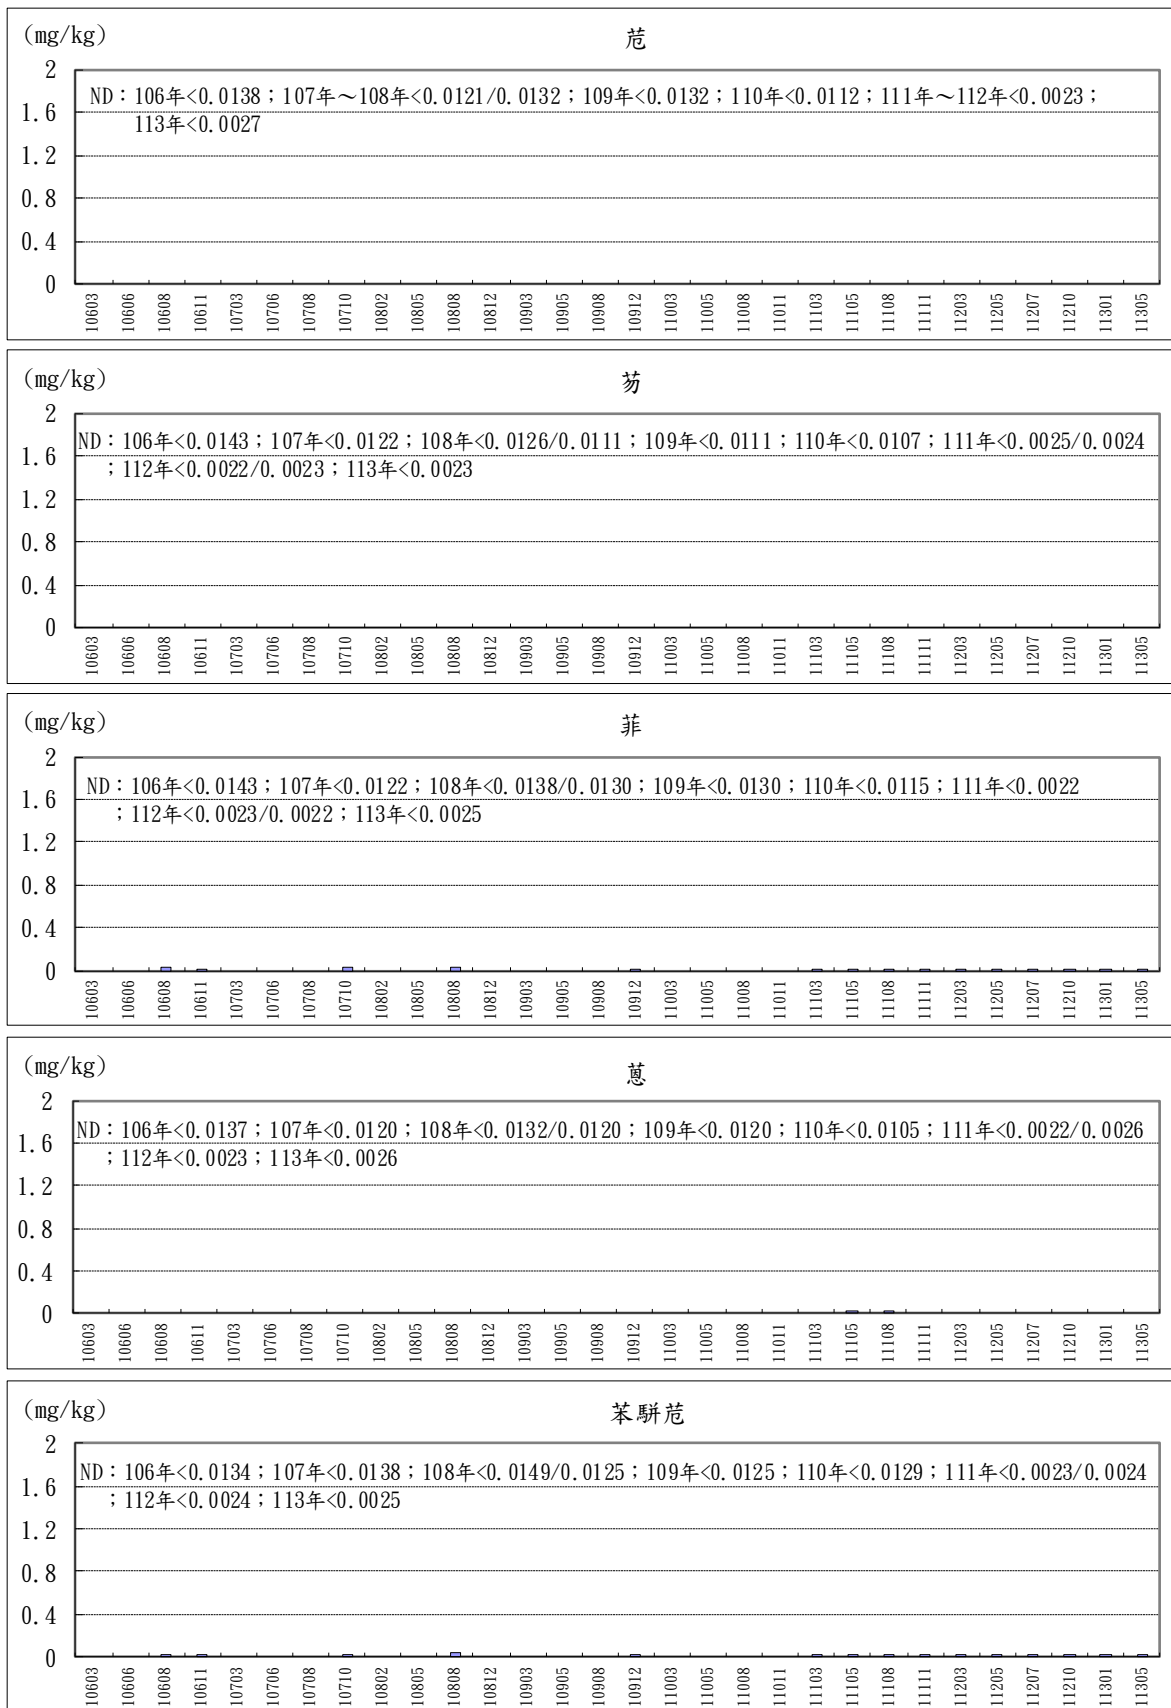 (mg/kg)
苊
2
ND：106年<0.0138；107年～108年<0.0121/0.0132；109年<0.0132；110年<0.0112；111年～112年<0.0023；
113年<0.0027
1.6
1.2
0.8
0.4
0
10603 10606 10608 10611 10703 10706 10708 10710 10802 10805 10808 10812 10903 10905 10908 10912 11003 11005 11008 11011 11103 11105 11108 11111 11203 11205 11207 11210 11301 11305
(mg/kg)
芴
2
ND：106年<0.0143；107年<0.0122；108年<0.0126/0.0111；109年<0.0111；110年<0.0107；111年<0.0025/0.0024
；112年<0.0022/0.0023；113年<0.0023
1.6
1.2
0.8
0.4
0
10603 10606 10608 10611 10703 10706 10708 10710 10802 10805 10808 10812 10903 10905 10908 10912 11003 11005 11008 11011 11103 11105 11108 11111 11203 11205 11207 11210 11301 11305
(mg/kg)
菲
2
ND：106年<0.0143；107年<0.0122；108年<0.0138/0.0130；109年<0.0130；110年<0.0115；111年<0.0022
；112年<0.0023/0.0022；113年<0.0025
1.6
1.2
0.8
0.4
0
10603 10606 10608 10611 10703 10706 10708 10710 10802 10805 10808 10812 10903 10905 10908 10912 11003 11005 11008 11011 11103 11105 11108 11111 11203 11205 11207 11210 11301 11305
(mg/kg)
蒽
2
ND：106年<0.0137；107年<0.0120；108年<0.0132/0.0120；109年<0.0120；110年<0.0105；111年<0.0022/0.0026
；112年<0.0023；113年<0.0026
1.6
1.2
0.8
0.4
0
10603 10606 10608 10611 10703 10706 10708 10710 10802 10805 10808 10812 10903 10905 10908 10912 11003 11005 11008 11011 11103 11105 11108 11111 11203 11205 11207 11210 11301 11305
(mg/kg)
苯駢苊
2
ND：106年<0.0134；107年<0.0138；108年<0.0149/0.0125；109年<0.0125；110年<0.0129；111年<0.0023/0.0024
；112年<0.0024；113年<0.0025
1.6
1.2
0.8
0.4
0
10603 10606 10608 10611 10703 10706 10708 10710 10802 10805 10808 10812 10903 10905 10908 10912 11003 11005 11008 11011 11103 11105 11108 11111 11203 11205 11207 11210 11301 11305